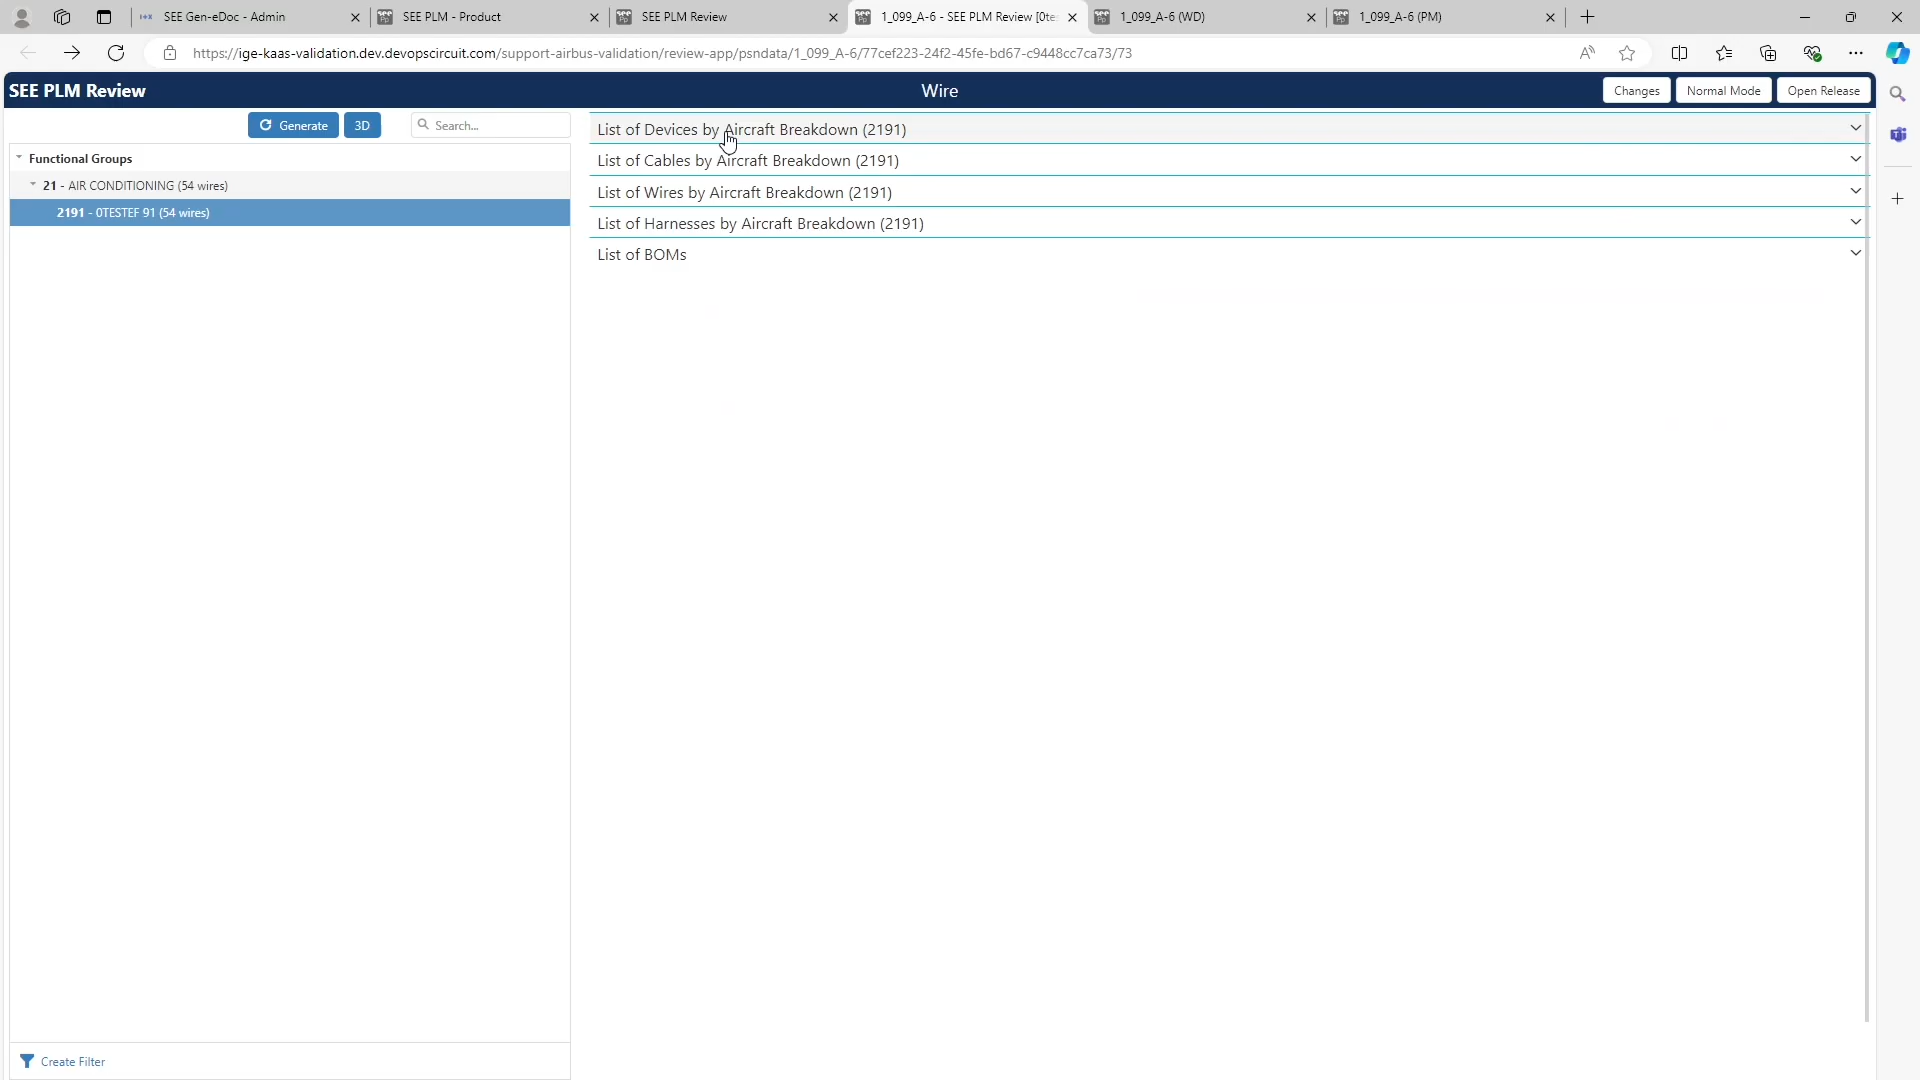 SEE Gen-eDoc - Admin
SEE PLM - Product
SEE PLM Review
1_099_A-6 - SEE PLM Review [0te
1_099_A-6 (WD)
1_099_A-6 (PM)
https://ige-kaas-validation.dev.devopscircuit.com/support-airbus-validation/review-app/psndata/1_099_A-6/77cef223-24f2-45fe-bd67-c9448cc7ca73/73
SEE PLM Review
Wire
Changes
Normal Mode
Open Release
Generate
3D
Search...
Functional Groups
21 - AIR CONDITIONING (54 wires)
2191 - 0TESTEF 91 (54 wires)
List of Devices by Aircraft Breakdown (2191)
List of Cables by Aircraft Breakdown (2191)
List of Wires by Aircraft Breakdown (2191)
List of Harnesses by Aircraft Breakdown (2191)
List of BOMs
Create Filter